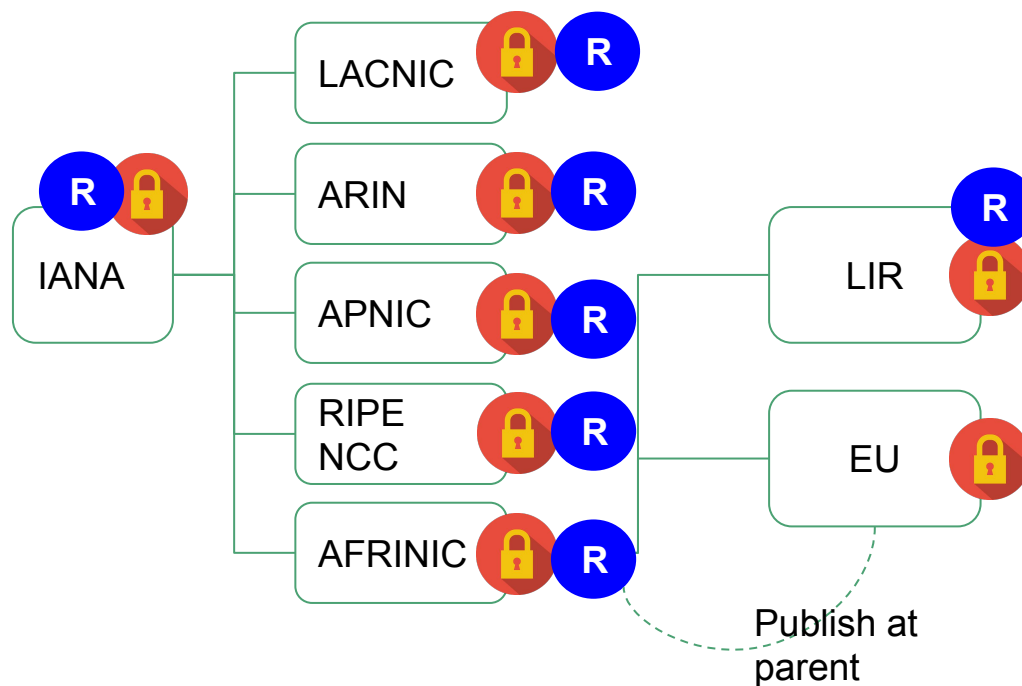 LACNIC
R
R
ARIN
R
IANA
APNIC
R
RIPE
NCC
R
AFRINIC
R
R
LIR
EU
Publish at
parent